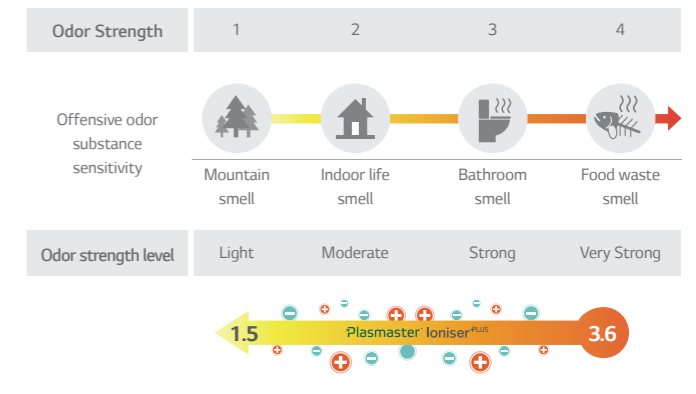 Odor Strength 1 2 3 4
Offensive odor
substance
sensitivity
Mountain
smell
Indoor life
smell
Bathroom
smell
Food waste
smell
Odor strength level Light Moderate Strong Very Strong
1.5 Plasmaster Ioniser PLUS 3.6